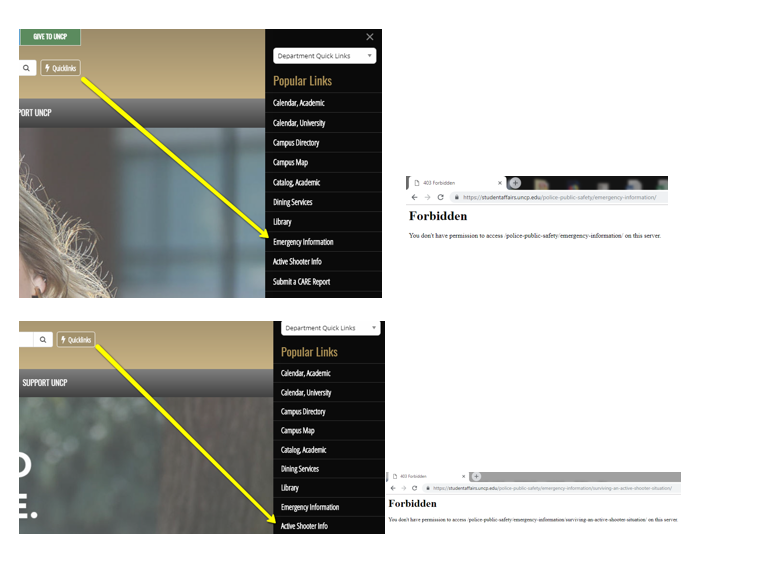 GIVE TO UNCP
Quicklinks
PORT UNCP
Department Quick Links
Popular Links
Calendar, Academic
Calendar, University
Campus Directory
Campus Map
Catalog, Academic
Dining Services
Library
Emergency Information
Active Shooter Info
Submit a CARE Report
403 Forbidden
https://studentaffairs.uncp.edu/police-public-safety/emergency-information/
Forbidden
You don't have permission to access /police-public-safety/emergency-information/ on this server.
Quicklinks
SUPPORT UNCP
O
E.
Department Quick Links
Popular Links
Calendar, Academic
Calendar, University
Campus Directory
Campus Map
Catalog, Academic
Dining Services
Library
Emergency Information
Active Shooter Info
403 Forbidden
https://studentaffairs.uncp.edu/police-public-safety/emergency-information/surviving-an-active-shooter-situation/
Forbidden
You don't have permission to access /police-public-safety/emergency-information/surviving-an-active-shooter-situation/ on this server.